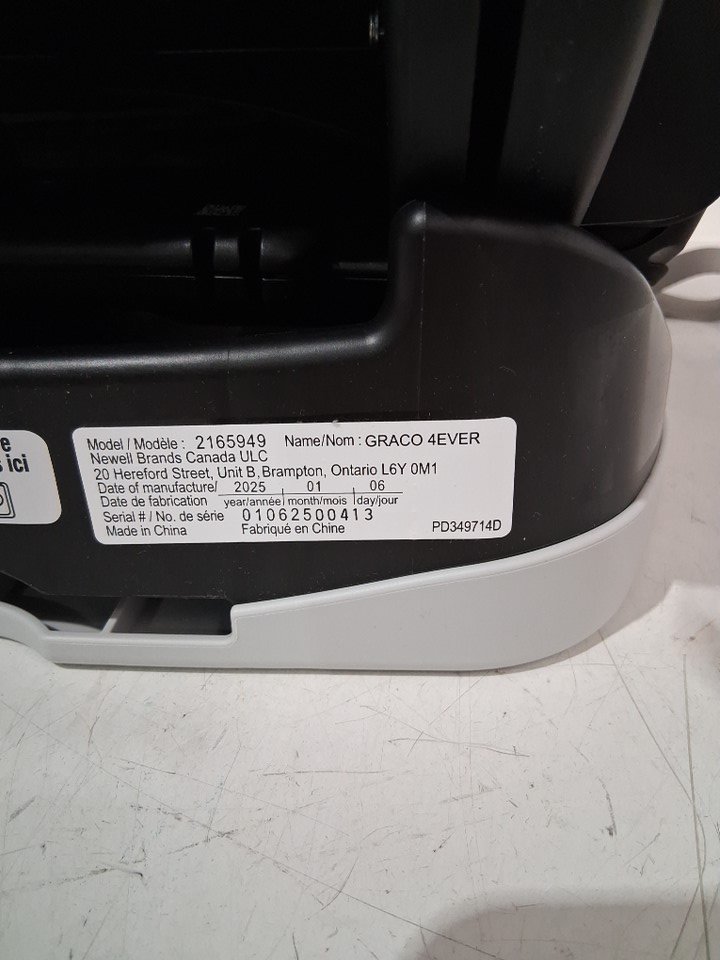 e
s ici
Model / Modèle : 2165949 Name/Nom : GRACO 4EVER
Newell Brands Canada ULC
20 Hereford Street, Unit B, Brampton, Ontario L6Y 0M1
Date of manufacture/ 2025 | 01 | 06
Date de fabrication year/année | month/mois | day/jour
Serial # / No. de série 01062500413
Made in China Fabriqué en Chine PD349714D